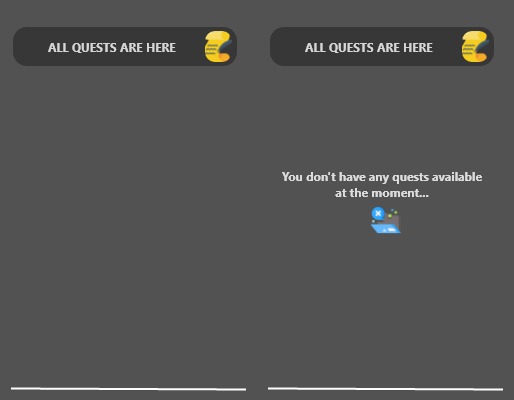 ALL QUESTS ARE HERE
ALL QUESTS ARE HERE
You don't have any quests available
at the moment...